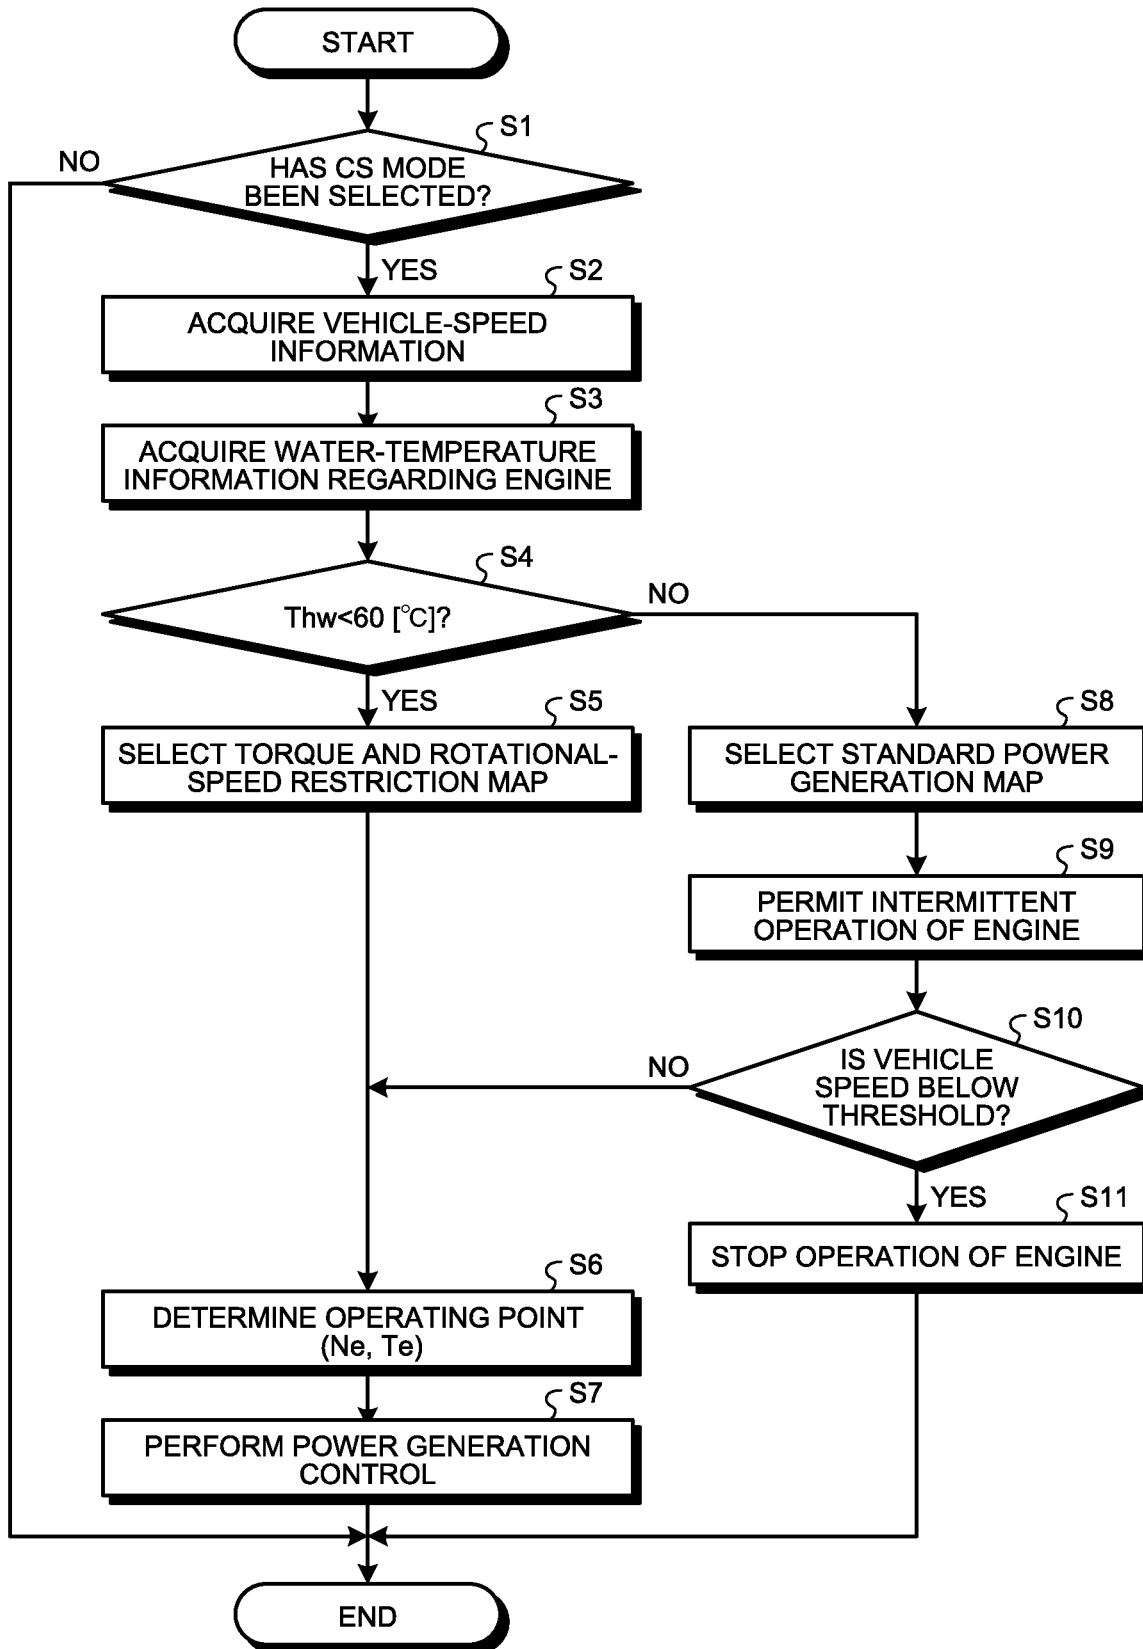 START
S1
NO
HAS CS MODE
BEEN SELECTED?
YES
S2
ACQUIRE VEHICLE-SPEED
INFORMATION
S3
ACQUIRE WATER-TEMPERATURE
INFORMATION REGARDING ENGINE
S4
NO
Thw<60 [°C]?
YES
S5
SELECT TORQUE AND ROTATIONAL-
SPEED RESTRICTION MAP
S8
SELECT STANDARD POWER
GENERATION MAP
S9
PERMIT INTERMITTENT
OPERATION OF ENGINE
S10
NO
IS VEHICLE
SPEED BELOW
THRESHOLD?
YES
S11
STOP OPERATION OF ENGINE
S6
DETERMINE OPERATING POINT
(Ne, Te)
S7
PERFORM POWER GENERATION
CONTROL
END